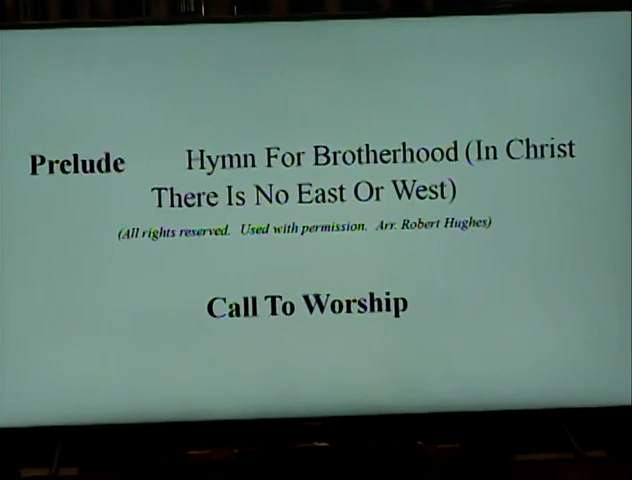 Prelude Hymn For Brotherhood (In Christ
There Is No East Or West)
(All rights reserved. Used with permission. Arr. Robert Hughes)
Call To Worship